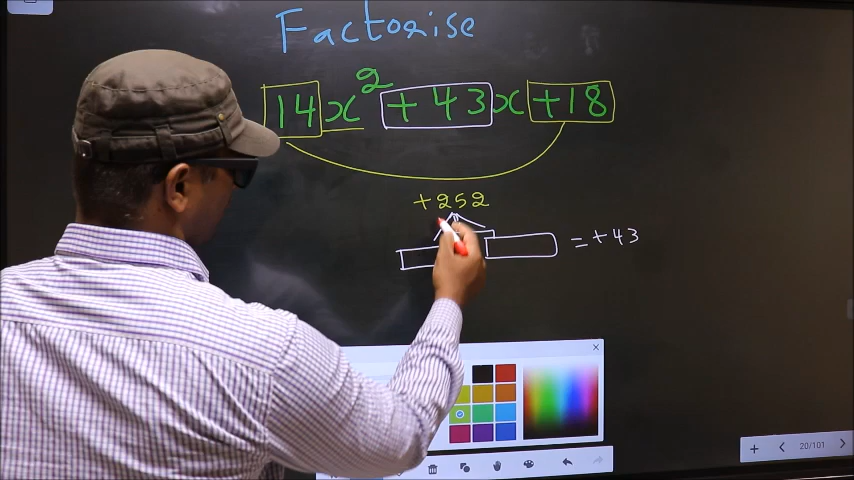 Factorise
14x² + 43x + 18
+252
= +43
20/101